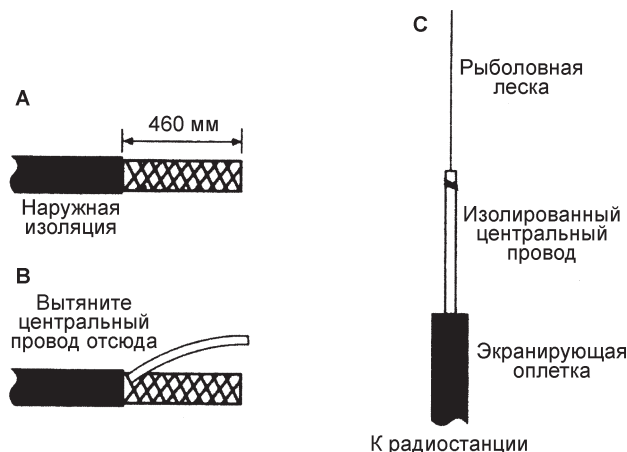 A
460 мм
Наружная
изоляция
B
Вытяните
центральный
провод отсюда
C
Рыболовная
леска
Изолированный
центральный
провод
Экранирующая
оплетка
К радиостанции